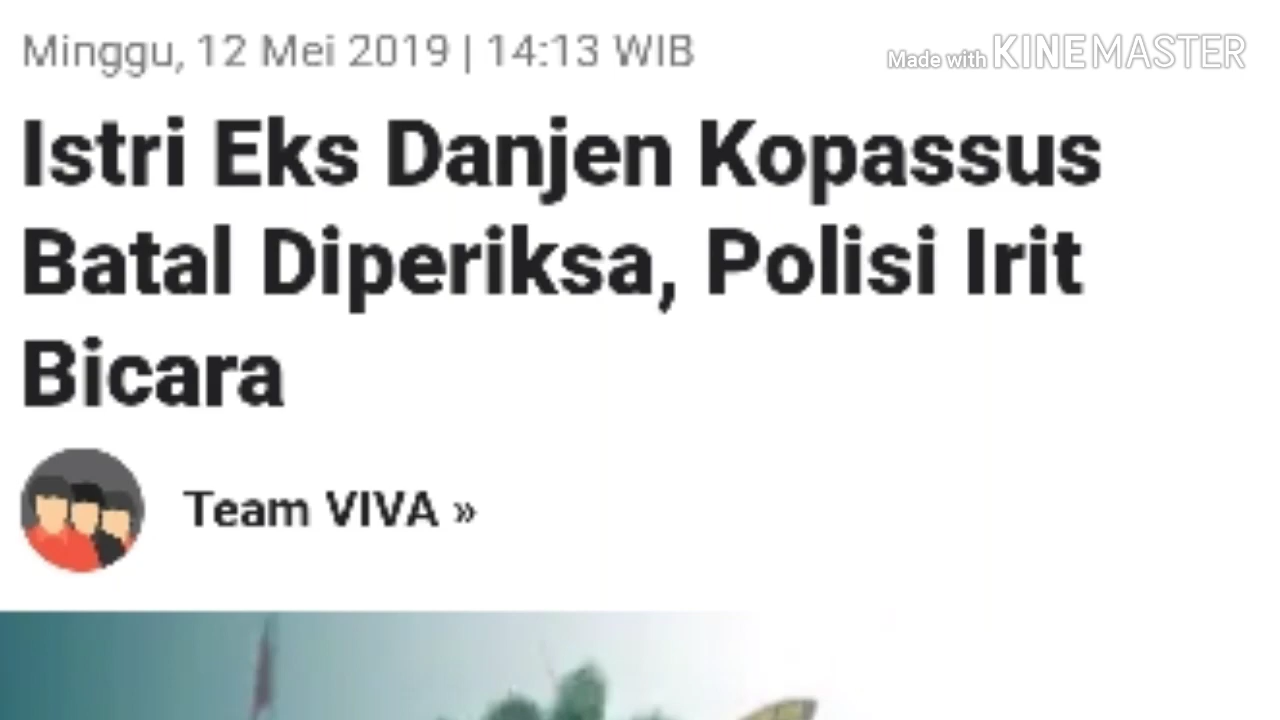 Minggu, 12 Mei 2019 | 14:13 WIB
Made with KINEMASTER
Istri Eks Danjen Kopassus
Batal Diperiksa, Polisi Irit
Bicara
Team VIVA »